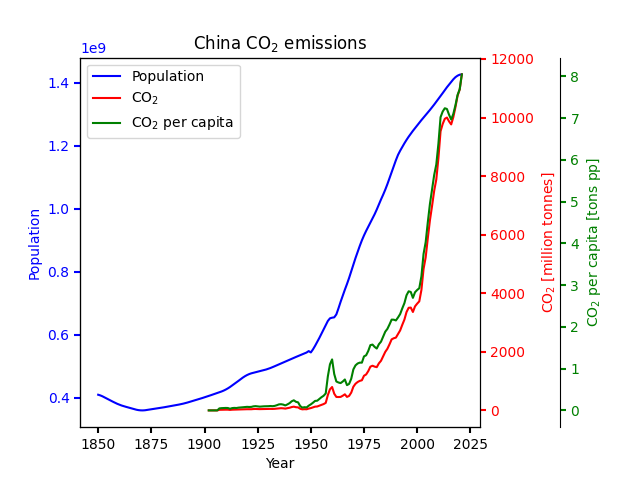 China CO₂ emissions
1e9
Population
CO₂
CO₂ per capita
1.4
1.2
1.0
0.8
0.6
0.4
Population
12000
10000
8000
6000
4000
2000
0
CO₂ [million tonnes]
8
7
6
5
4
3
2
1
0
CO₂ per capita [tons pp]
1850 1875 1900 1925 1950 1975 2000 2025
Year